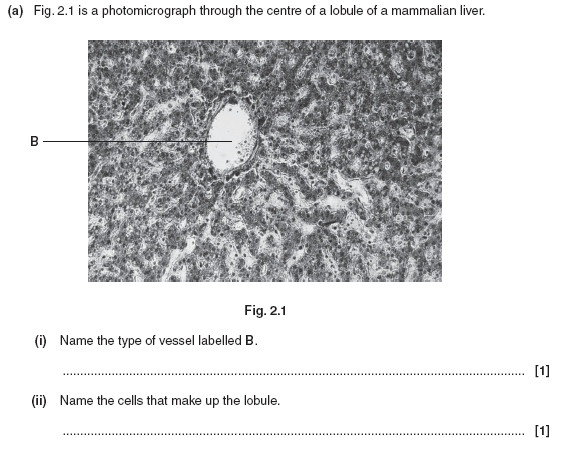 (a) Fig. 2.1 is a photomicrograph through the centre of a lobule of a mammalian liver.
B
Fig. 2.1
(i) Name the type of vessel labelled B.
.......................................................................................................................... [1]
(ii) Name the cells that make up the lobule.
.......................................................................................................................... [1]